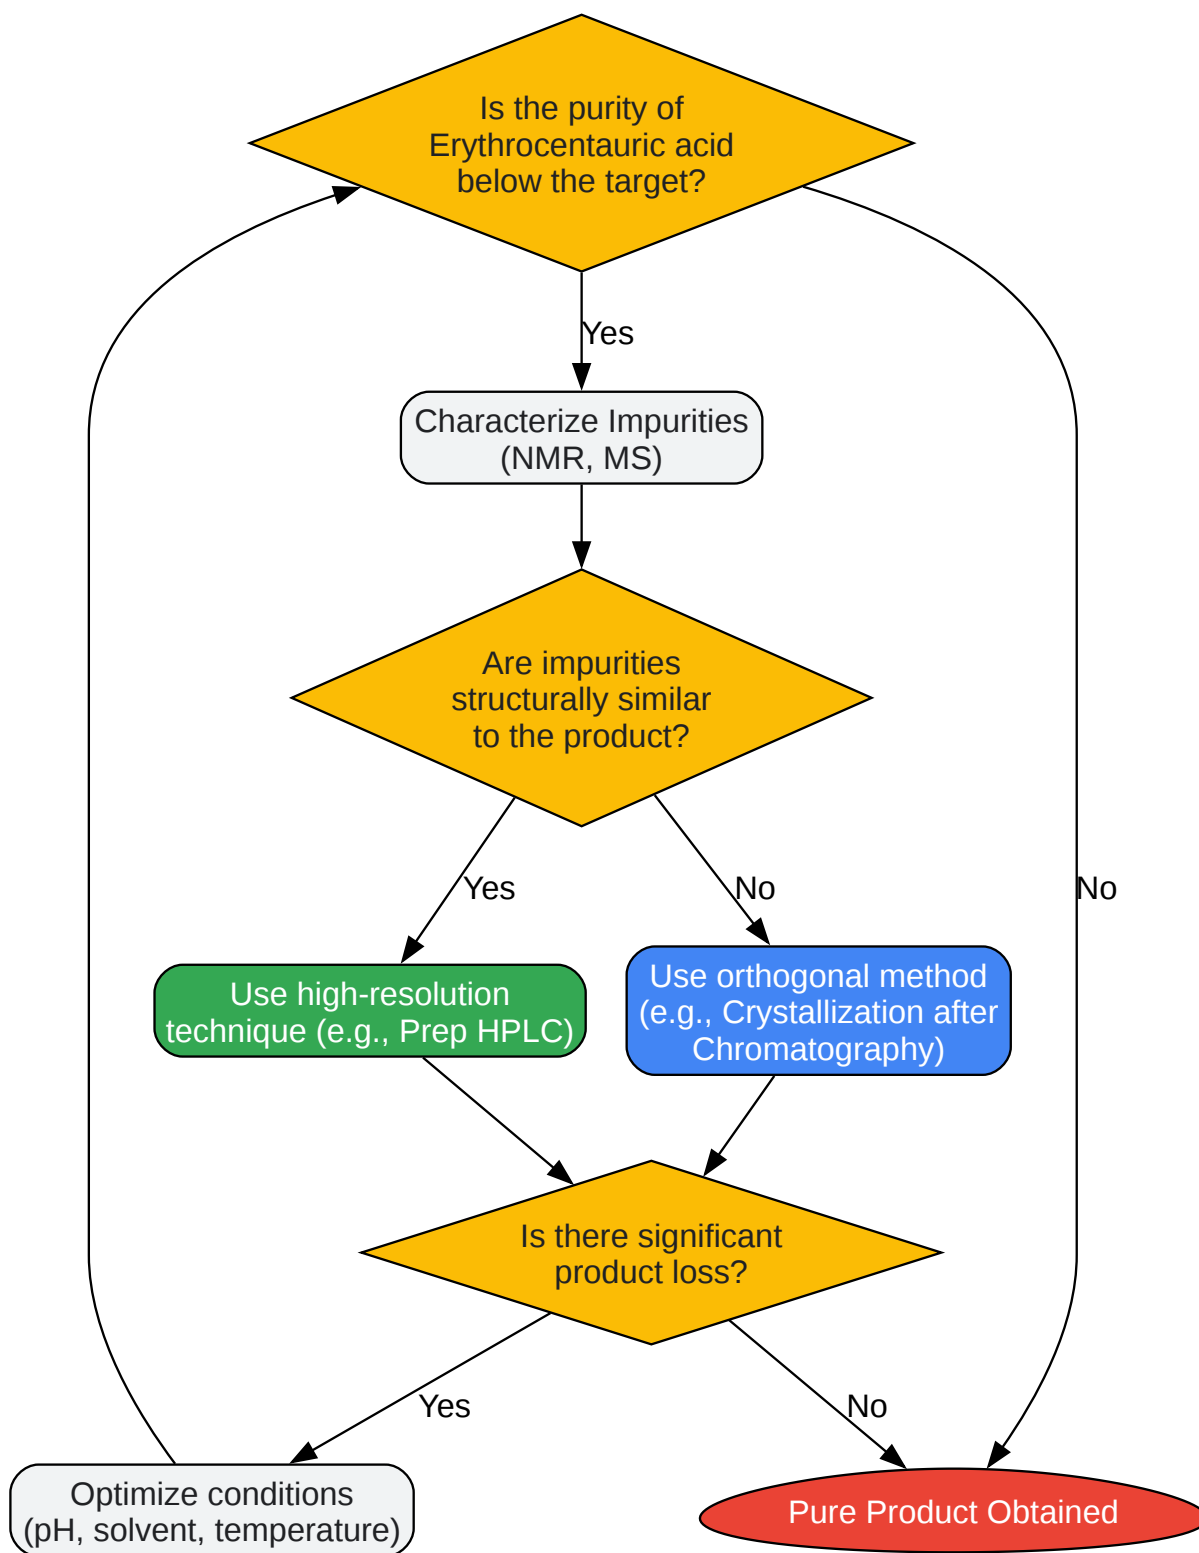 Is the purity of
Erythrocentauric acid
below the target?
Yes
Characterize Impurities
(NMR, MS)
Are impurities
structurally similar
to the product?
Yes
No
No
Use high-resolution
technique (e.g., Prep HPLC)
Use orthogonal method
(e.g., Crystallization after
Chromatography)
Is there significant
product loss?
Yes
No
Optimize conditions
(pH, solvent, temperature)
Pure Product Obtained